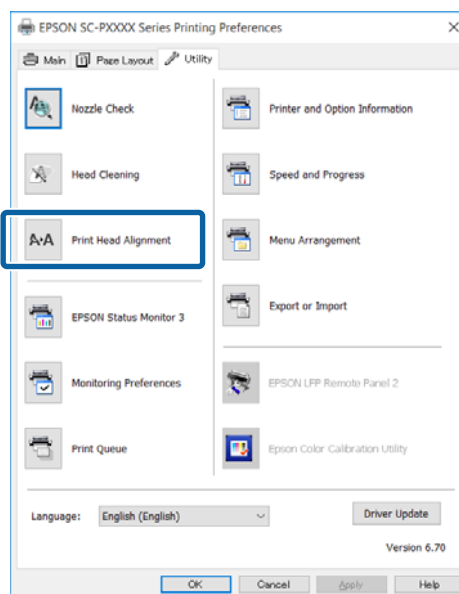 EPSON SC-PXXXX Series Printing Preferences
Main Page Layout Utility
Nozzle Check
Printer and Option Information
Head Cleaning
Speed and Progress
A·A Print Head Alignment
Menu Arrangement
EPSON Status Monitor 3
Export or Import
Monitoring Preferences
EPSON LFP Remote Panel 2
Print Queue
Epson Color Calibration Utility
Language: English (English)
Driver Update
Version 6.70
OK Cancel Apply Help